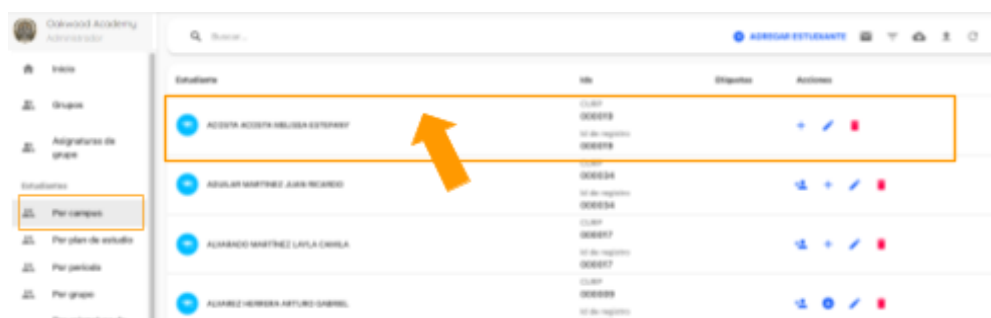 Oakwood Academy
Administrador
Buscar...
AGREGAR ESTUDIANTE
Inicio
Grupos
Asignaturas de
grupo
Estudiantes
Por campus
Por plan de estudio
Por periodo
Por grupo
Estudiante
Ids
Etiquetas
Acciones
ACOSTA ACOSTA MELISSA ESTEFANY
CURP
000019
Id de registro
000019
AGUILAR MARTINEZ JUAN RICARDO
CURP
000034
Id de registro
000034
ALVARADO MARTÍNEZ LAYLA CAMILA
CURP
000017
Id de registro
000017
ALVAREZ HERRERA ARTURO GABRIEL
CURP
000009
Id de registro